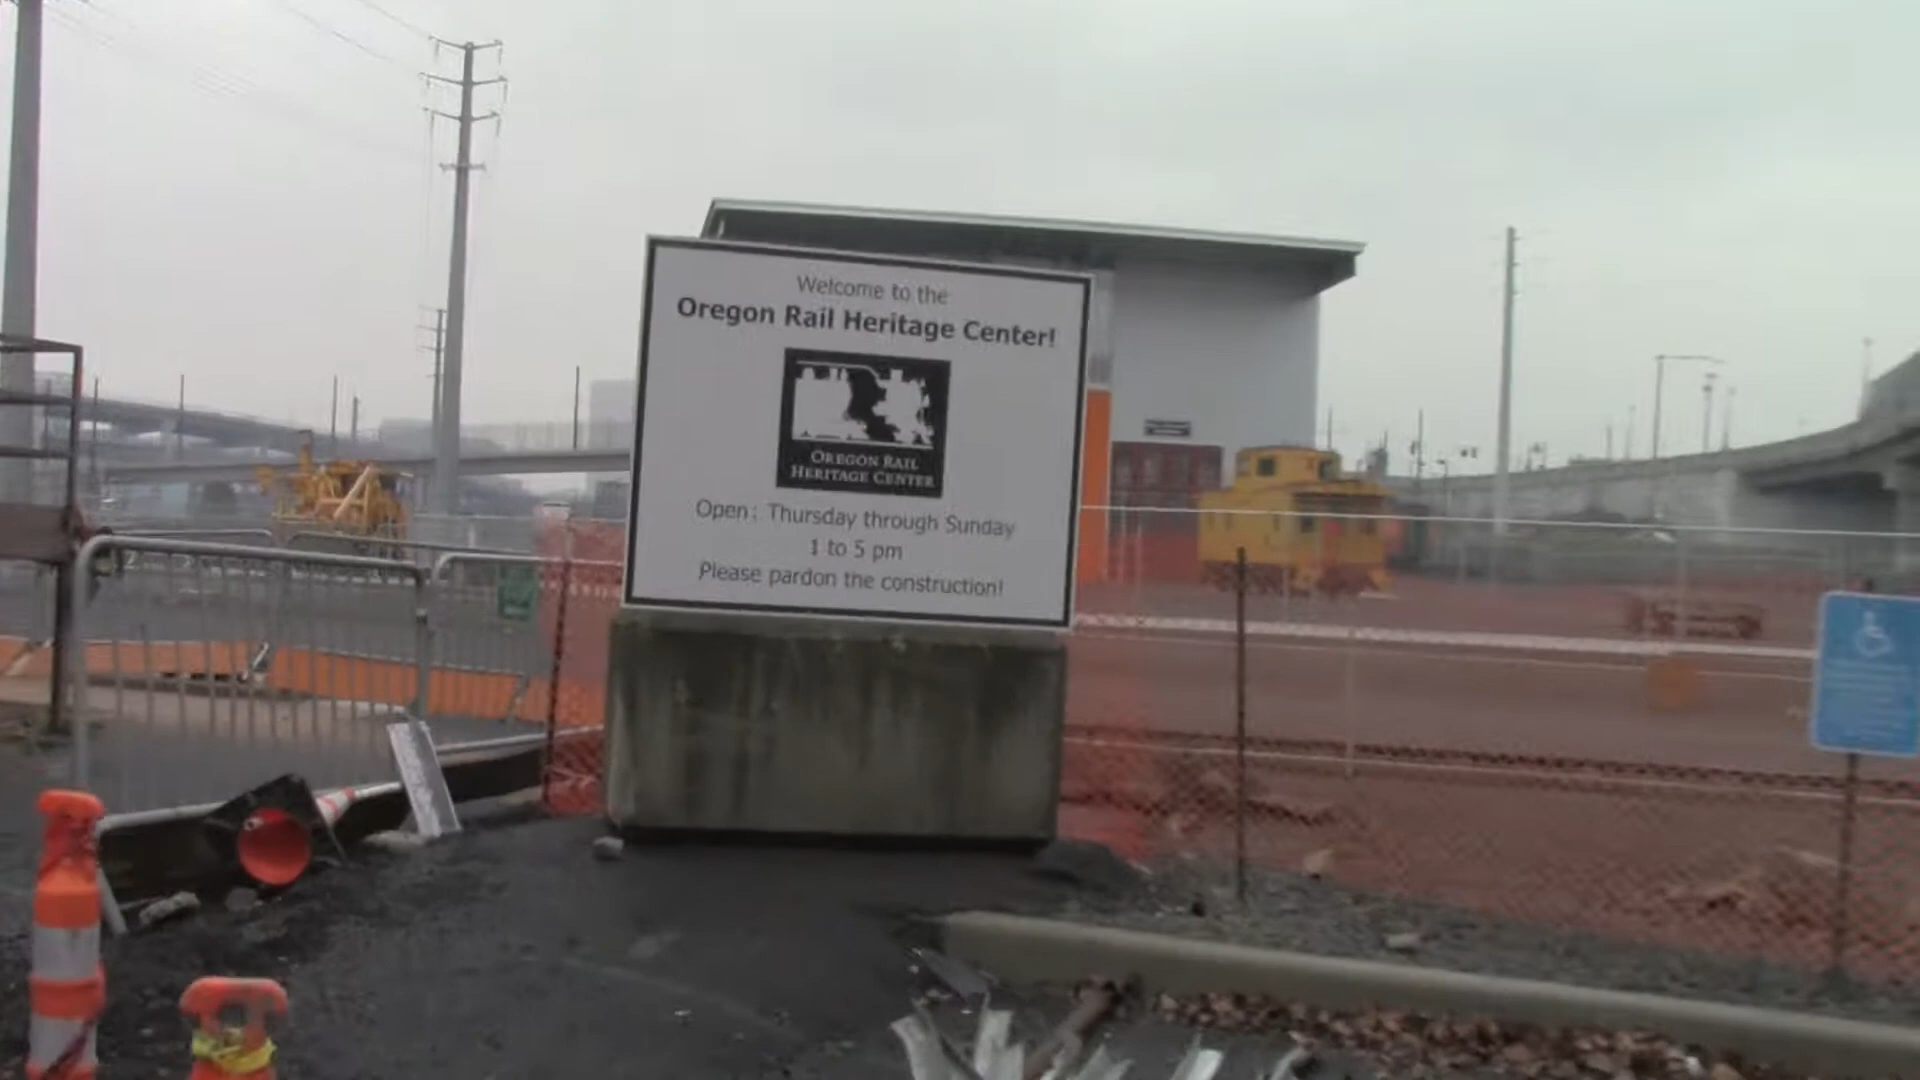 Welcome to the
Oregon Rail Heritage Center!
OREGON RAIL
HERITAGE CENTER
Open: Thursday through Sunday
1 to 5 pm
Please pardon the construction!